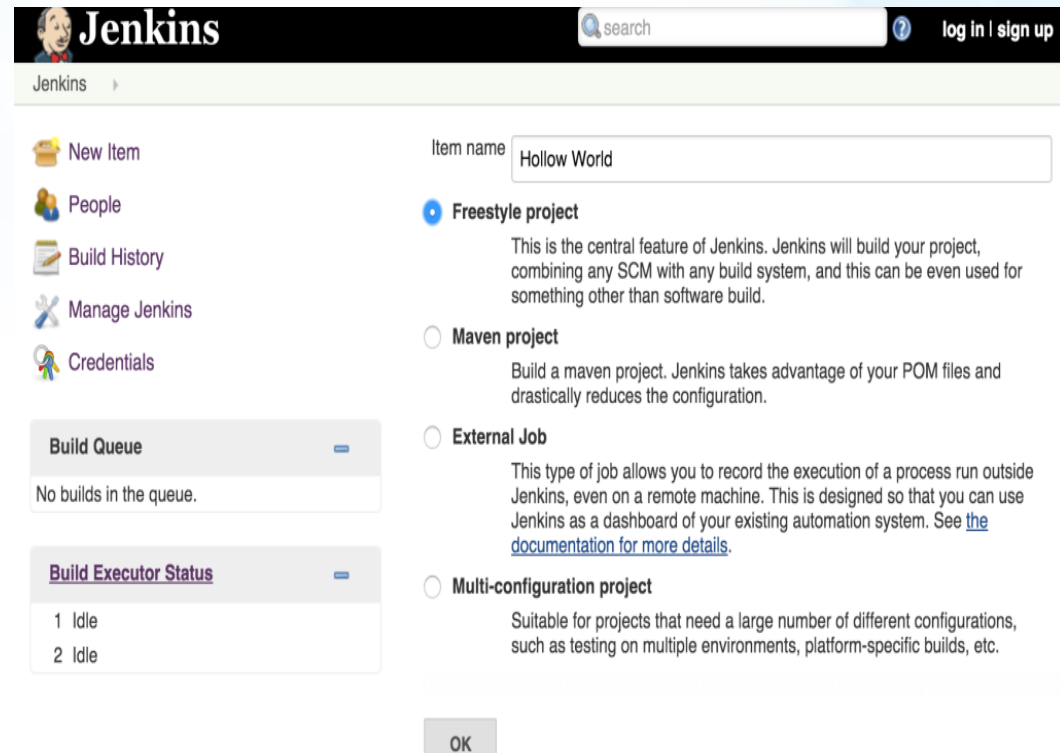 Jenkins
search
log in | sign up
Jenkins
New Item
People
Build History
Manage Jenkins
Credentials
Build Queue
No builds in the queue.
Build Executor Status
1 Idle
2 Idle
Item name
Hollow World
Freestyle project
This is the central feature of Jenkins. Jenkins will build your project,
combining any SCM with any build system, and this can be even used for
something other than software build.
Maven project
Build a maven project. Jenkins takes advantage of your POM files and
drastically reduces the configuration.
External Job
This type of job allows you to record the execution of a process run outside
Jenkins, even on a remote machine. This is designed so that you can use
Jenkins as a dashboard of your existing automation system. See the
documentation for more details.
Multi-configuration project
Suitable for projects that need a large number of different configurations,
such as testing on multiple environments, platform-specific builds, etc.
OK